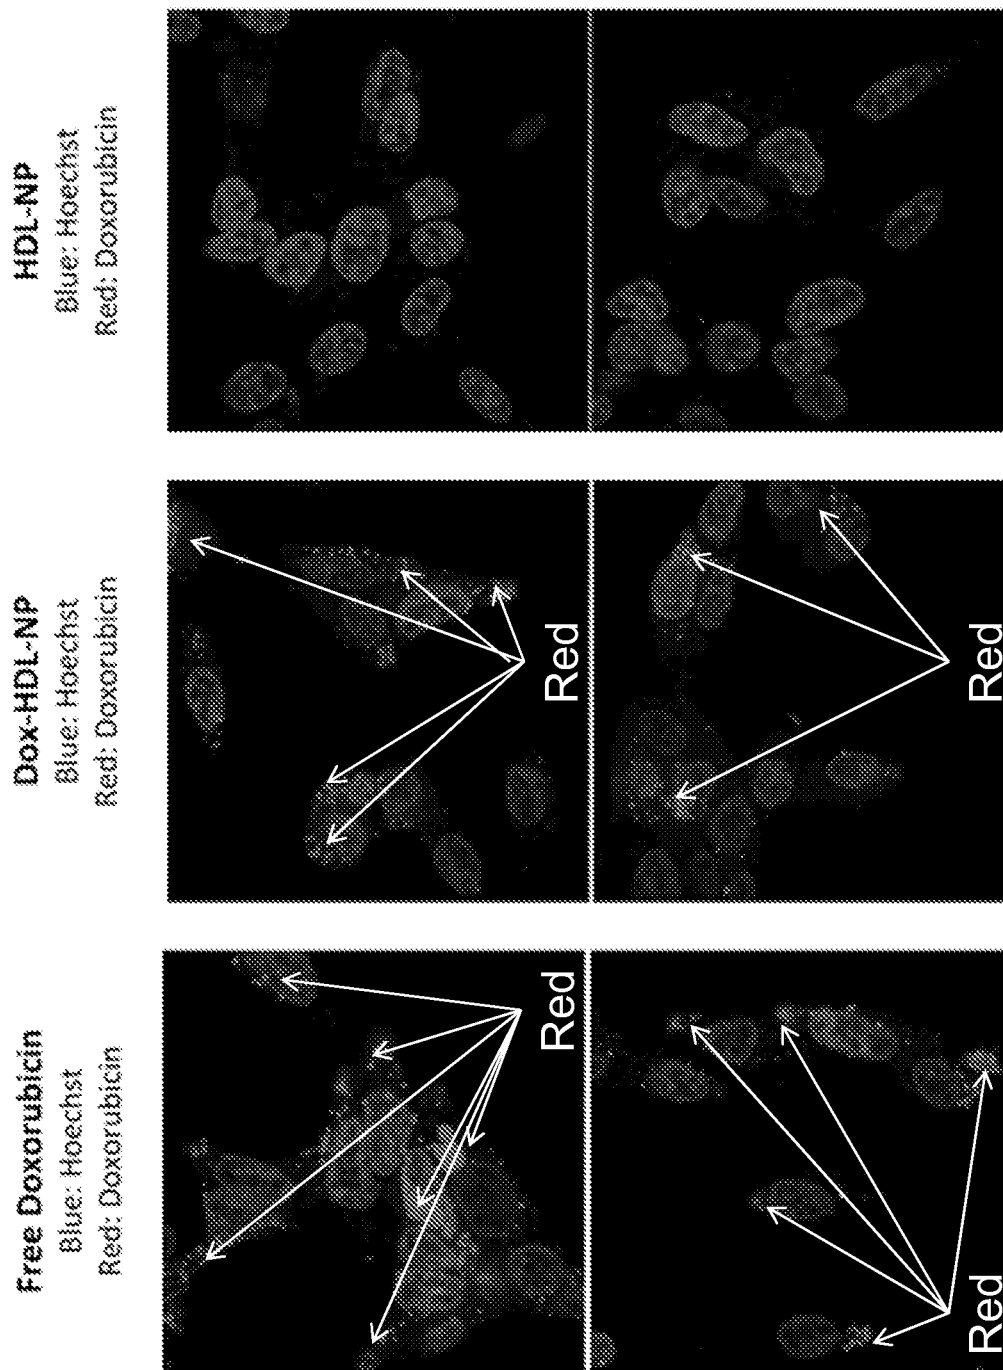 Free Doxorubicin
Blue: Hoechst
Red: Doxorubicin
Red
Red
Dox-HDL-NP
Blue: Hoechst
Red: Doxorubicin
Red
Red
HDL-NP
Blue: Hoechst
Red: Doxorubicin